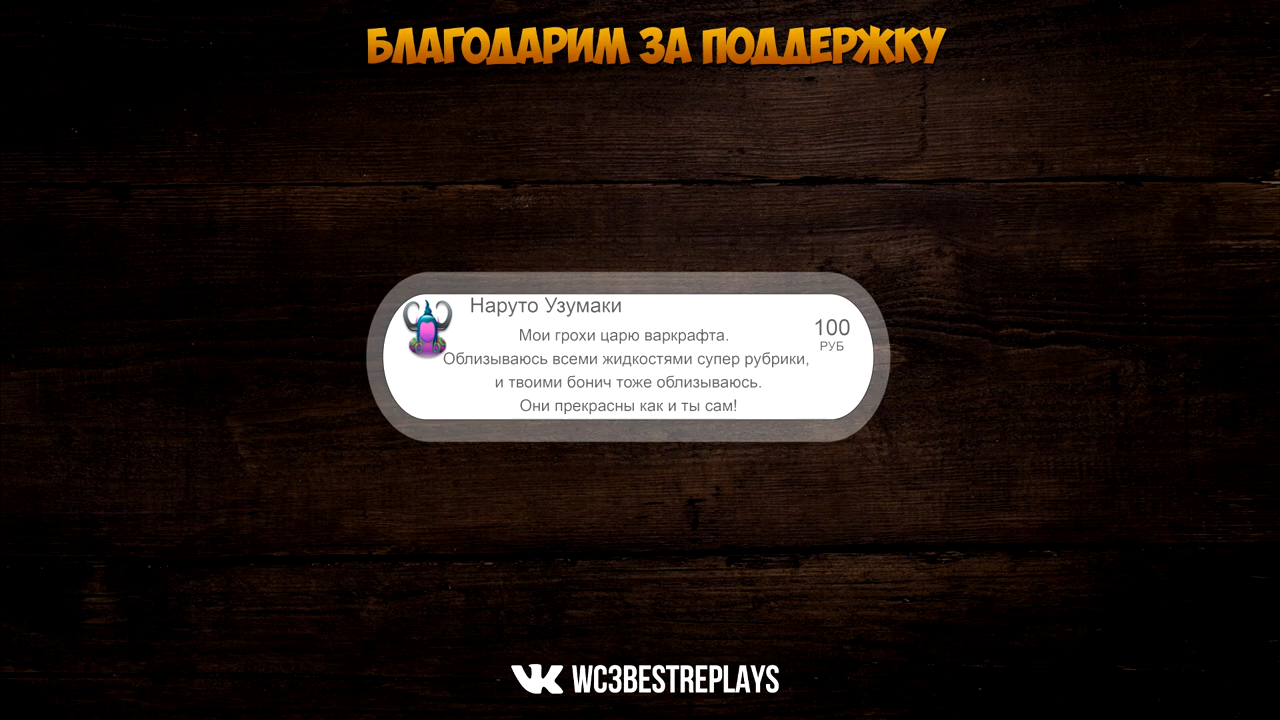 БЛАГОДАРИМ ЗА ПОДДЕРЖКУ
Наруто Узумаки
Мои грохи царю варкрафта.
100
РУБ
Облизываюсь всеми жидкостями супер рубрики,
и твоими бонич тоже облизываюсь.
Они прекрасны как и ты сам!
WC3BESTREPLAYS